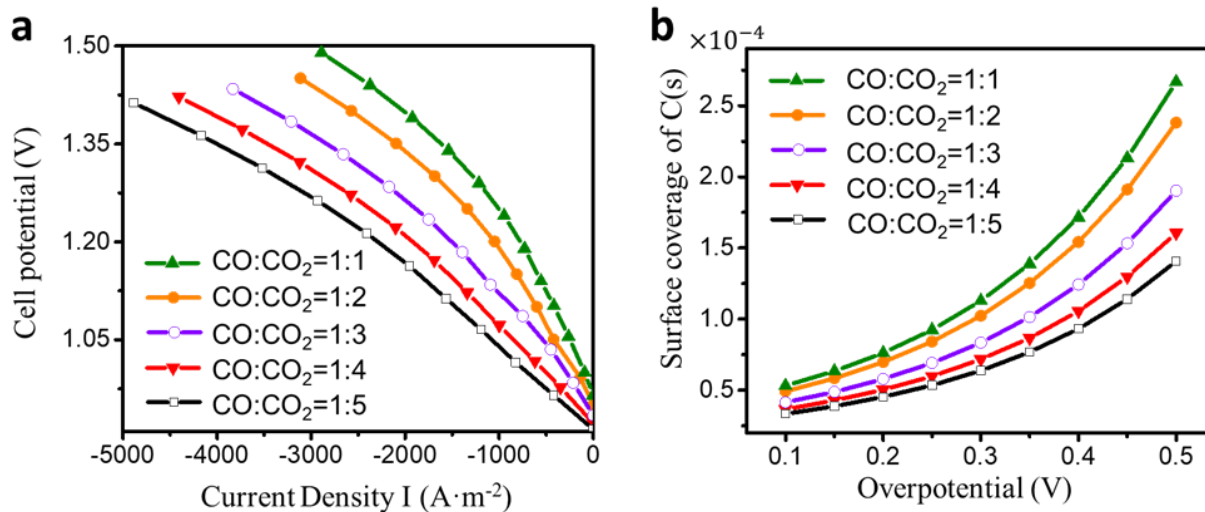 a
1.50
1.35
1.20
1.05
Cell potential (V)
CO:CO₂=1:1
CO:CO₂=1:2
CO:CO₂=1:3
CO:CO₂=1:4
CO:CO₂=1:5
-5000 -4000 -3000 -2000 -1000 0
Current Density I (A·m⁻²)
b
×10⁻⁴
2.5
2.0
1.5
1.0
0.5
Surface coverage of C(s)
CO:CO₂=1:1
CO:CO₂=1:2
CO:CO₂=1:3
CO:CO₂=1:4
CO:CO₂=1:5
0.1 0.2 0.3 0.4 0.5
Overpotential (V)